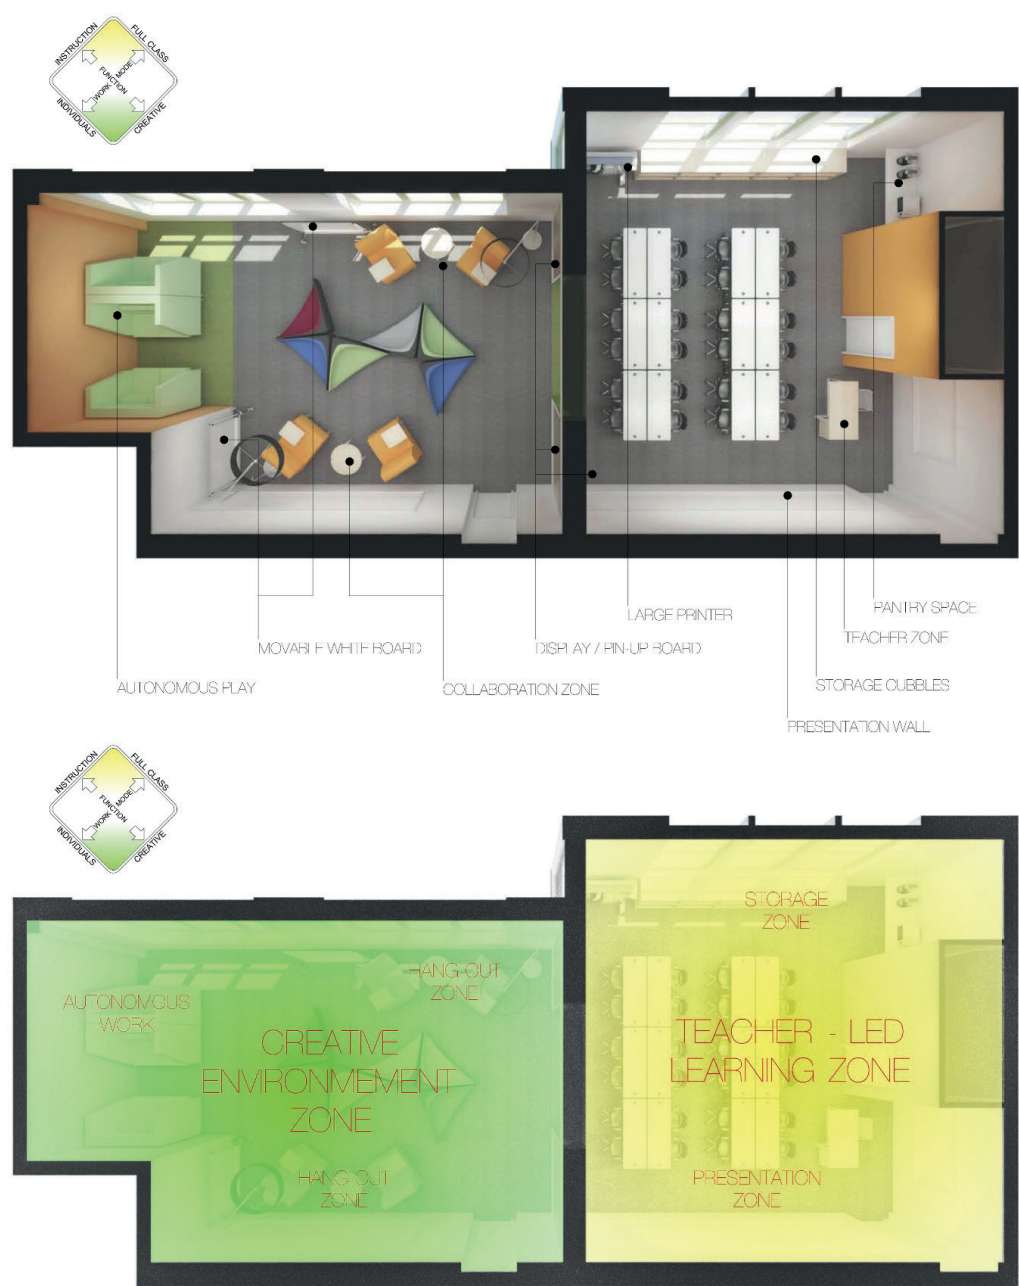 INSTRUCTION
FULL CLASS
FUNCTION
WORK MODE
INDIVIDUALS
CREATIVE
LARGE PRINTER
PANTRY SPACE
TEACHER ZONE
MOVABLE WHITE BOARD
DISPLAY / PIN-UP BOARD
AUTONOMOUS PLAY
COLLABORATION ZONE
STORAGE CUBBLES
PRESENTATION WALL
INSTRUCTION
FULL CLASS
FUNCTION
WORK MODE
INDIVIDUALS
CREATIVE
STORAGE
ZONE
HANG-OUT
ZONE
AUTONOMOUS
WORK
CREATIVE
ENVIRONMEMENT
ZONE
TEACHER - LED
LEARNING ZONE
HANG-OUT
ZONE
PRESENTATION
ZONE